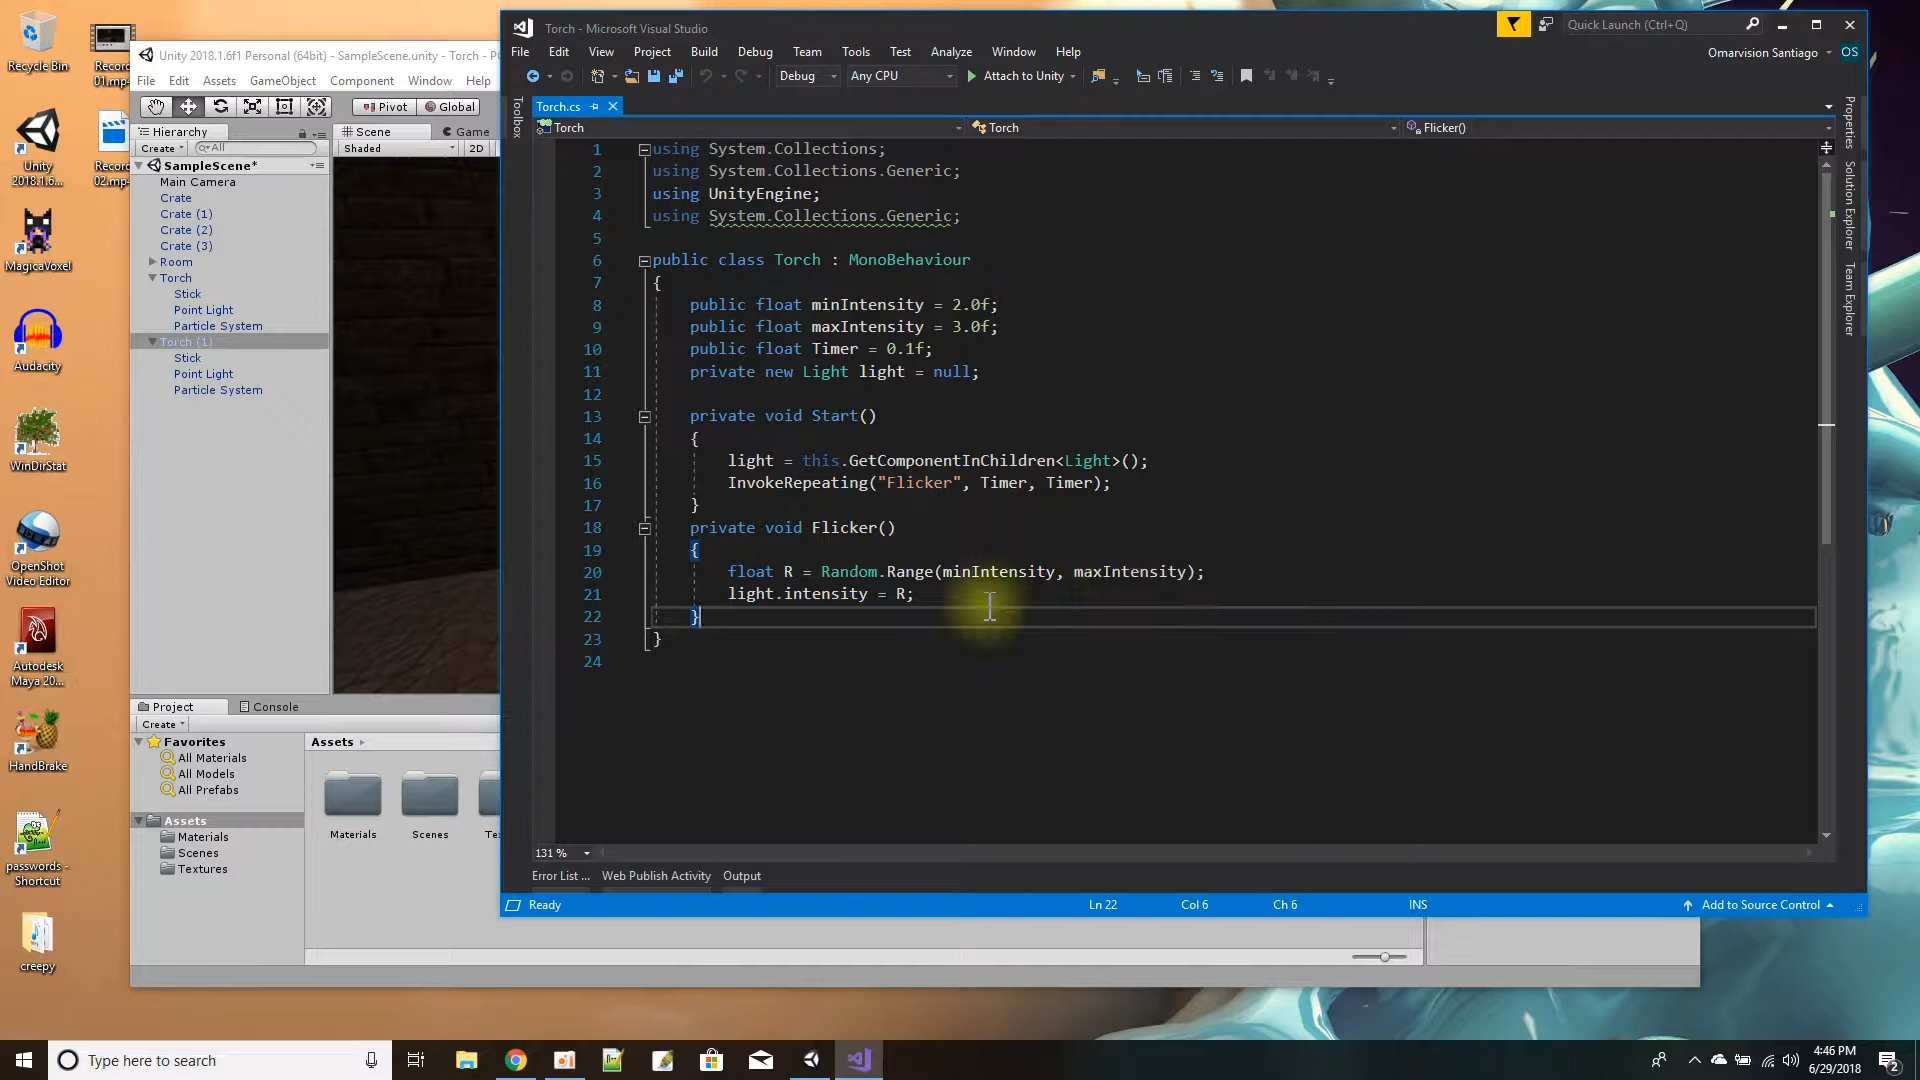 Recycle Bin
Record
01.mp4
Unity
2018.1.6...
Record
02.mp4
MagicaVoxel
Audacity
WinDirStat
OpenShot
Video Editor
Autodesk
Maya 20...
HandBrake
passwords -
Shortcut
creepy
Unity 2018.1.6f1 Personal (64bit) - SampleScene.unity - Torch - PC
File Edit Assets GameObject Component Window Help
Pivot Global
Hierarchy
Create All
SampleScene*
Main Camera
Crate
Crate (1)
Crate (2)
Crate (3)
Room
Torch
Stick
Point Light
Particle System
Torch (1)
Stick
Point Light
Particle System
Scene Game
Shaded 2D
Project Console
Create
Favorites
All Materials
All Models
All Prefabs
Assets
Materials
Scenes
Textures
Assets
Materials Scenes Te
Torch - Microsoft Visual Studio
Quick Launch (Ctrl+Q)
File Edit View Project Build Debug Team Tools Test Analyze Window Help
Omarvision Santiago OS
Debug Any CPU Attach to Unity
Toolbox
Torch.cs
Torch Torch Flicker()
1 using System.Collections;
2 using System.Collections.Generic;
3 using UnityEngine;
4 using System.Collections.Generic;
5
6 public class Torch : MonoBehaviour
7 {
8 public float minIntensity = 2.0f;
9 public float maxIntensity = 3.0f;
10 public float Timer = 0.1f;
11 private new Light light = null;
12
13 private void Start()
14 {
15 light = this.GetComponentInChildren<Light>();
16 InvokeRepeating("Flicker", Timer, Timer);
17 }
18 private void Flicker()
19 {
20 float R = Random.Range(minIntensity, maxIntensity);
21 light.intensity = R;
22 }
23 }
24
Properties
Solution Explorer
Team Explorer
131 %
Error List ... Web Publish Activity Output
Ready Ln 22 Col 6 Ch 6 INS Add to Source Control
Type here to search
4:46 PM
6/29/2018
2